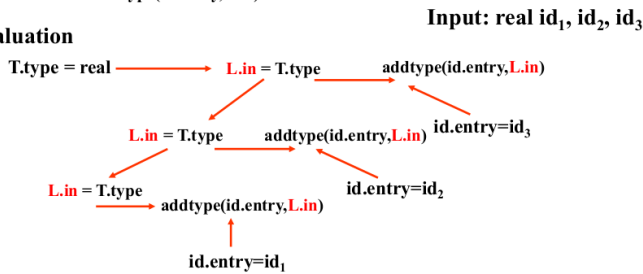 Input: real id₁, id₂, id₃
T.type = real
L.in = T.type
addtype(id.entry,L.in)
id.entry=id₃
L.in = T.type
addtype(id.entry,L.in)
id.entry=id₂
L.in = T.type
addtype(id.entry,L.in)
id.entry=id₁